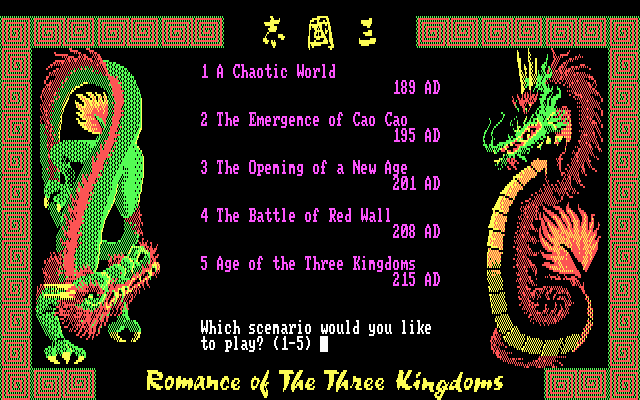 三國志
1 A Chaotic World
189 AD
2 The Emergence of Cao Cao
195 AD
3 The Opening of a New Age
201 AD
4 The Battle of Red Wall
208 AD
5 Age of the Three Kingdoms
215 AD
Which scenario would you like
to play? (1-5)
Romance of The Three Kingdoms